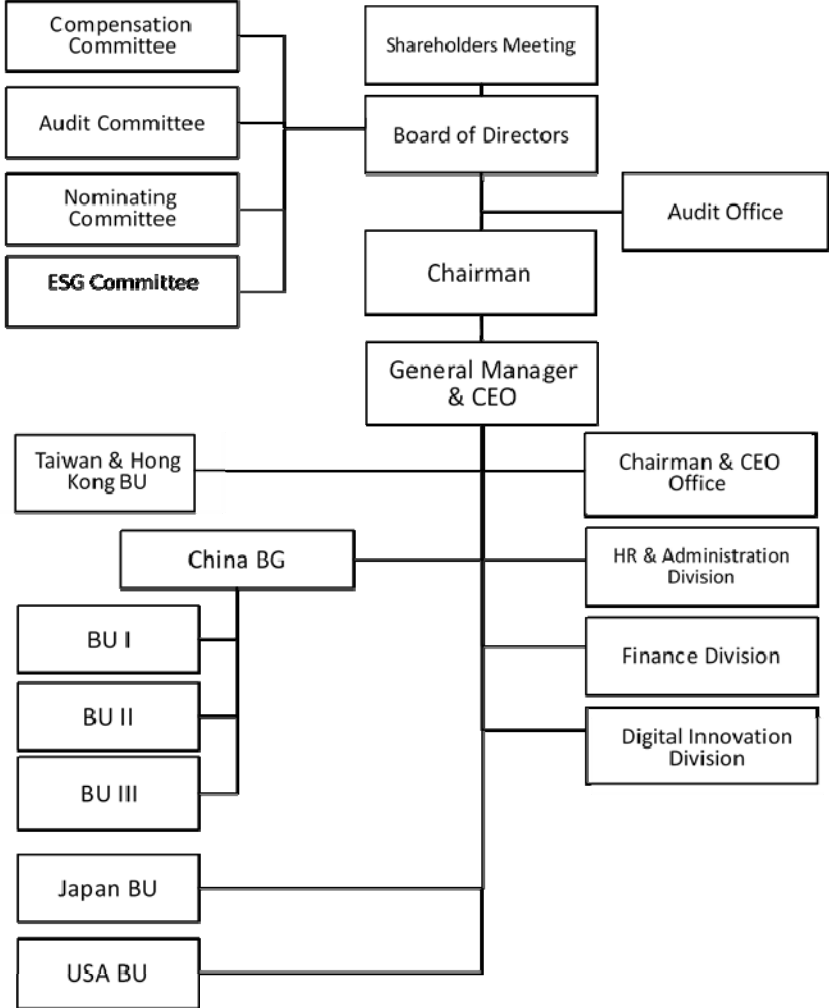 Compensation
Committee
Shareholders Meeting
Audit Committee
Board of Directors
Nominating
Committee
Audit Office
ESG Committee
Chairman
General Manager
& CEO
Taiwan & Hong
Kong BU
Chairman & CEO
Office
China BG
HR & Administration
Division
BU I
Finance Division
BU II
Digital Innovation
Division
BU III
Japan BU
USA BU